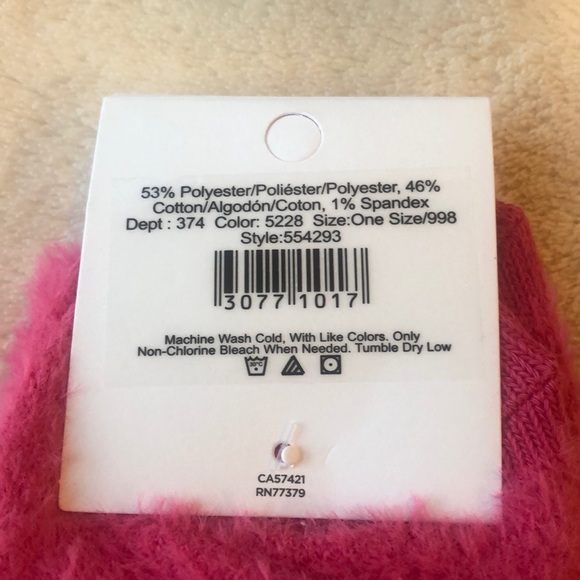 53% Polyester/Poliéster/Polyester, 46%
Cotton/Algodón/Coton, 1% Spandex
Dept : 374 Color: 5228 Size:One Size/998
Style:554293
3077 1017
Machine Wash Cold, With Like Colors. Only
Non-Chlorine Bleach When Needed. Tumble Dry Low
30°C
CA57421
RN77379